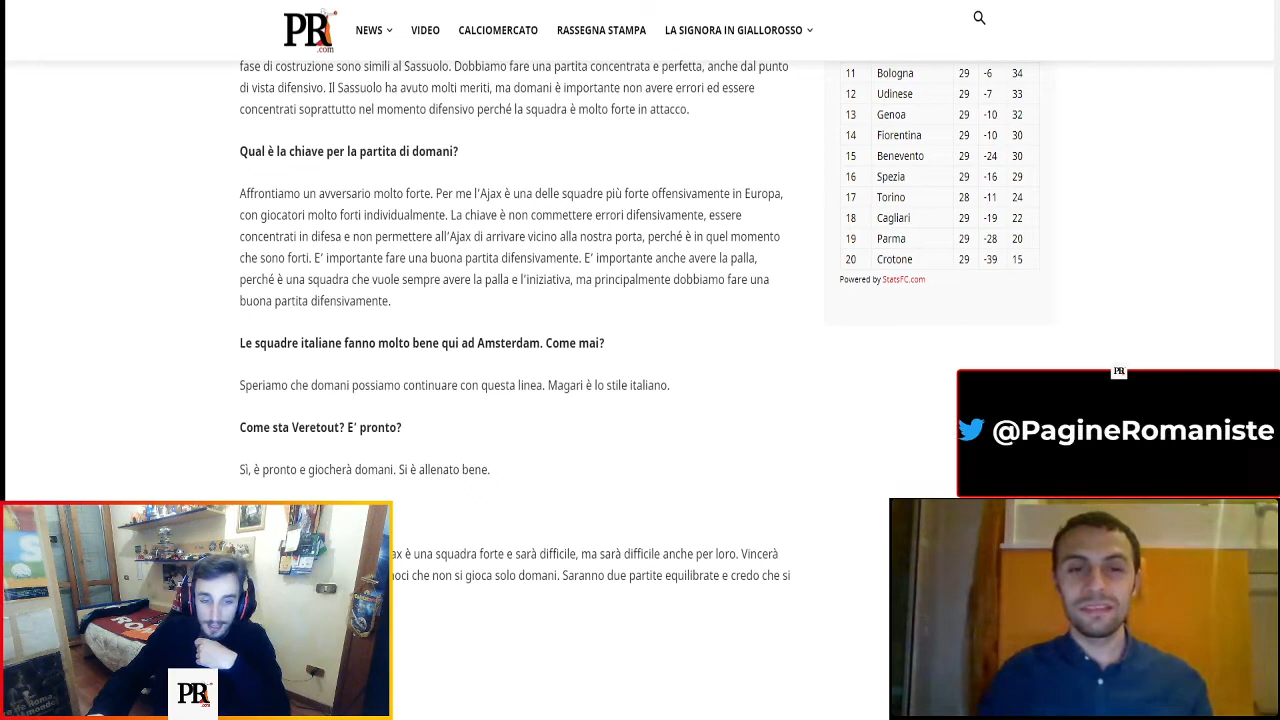 PR
.com
NEWS
VIDEO
CALCIOMERCATO
RASSEGNA STAMPA
LA SIGNORA IN GIALLOROSSO
fase di costruzione sono simili al Sassuolo. Dobbiamo fare una partita concentrata e perfetta, anche dal punto
di vista difensivo. Il Sassuolo ha avuto molti meriti, ma domani è importante non avere errori ed essere
concentrati soprattutto nel momento difensivo perché la squadra è molto forte in attacco.
Qual è la chiave per la partita di domani?
Affrontiamo un avversario molto forte. Per me l'Ajax è una delle squadre più forte offensivamente in Europa,
con giocatori molto forti individualmente. La chiave è non commettere errori difensivamente, essere
concentrati in difesa e non permettere all'Ajax di arrivare vicino alla nostra porta, perché è in quel momento
che sono forti. E' importante fare una buona partita difensivamente. E' importante anche avere la palla,
perché è una squadra che vuole sempre avere la palla e l'iniziativa, ma principalmente dobbiamo fare una
buona partita difensivamente.
Le squadre italiane fanno molto bene qui ad Amsterdam. Come mai?
Speriamo che domani possiamo continuare con questa linea. Magari è lo stile italiano.
Come sta Veretout? E' pronto?
Sì, è pronto e giocherà domani. Si è allenato bene.
ax è una squadra forte e sarà difficile, ma sarà difficile anche per loro. Vincerà
noci che non si gioca solo domani. Saranno due partite equilibrate e credo che si
11 Bologna 29 -6 34
12 Udinese 29 -7 33
13 Genoa 29 -10 32
14 Fiorentina 29 -10 30
15 Benevento 29 -24 30
16 Spezia 29 -16 29
17 Torino 28 -11 24
18 Cagliari 29 -19 22
19 Parma 29 -28 20
20 Crotone 29 -39 15
Powered by StatsFC.com
PR
@PagineRomaniste
ROM
PR
.com